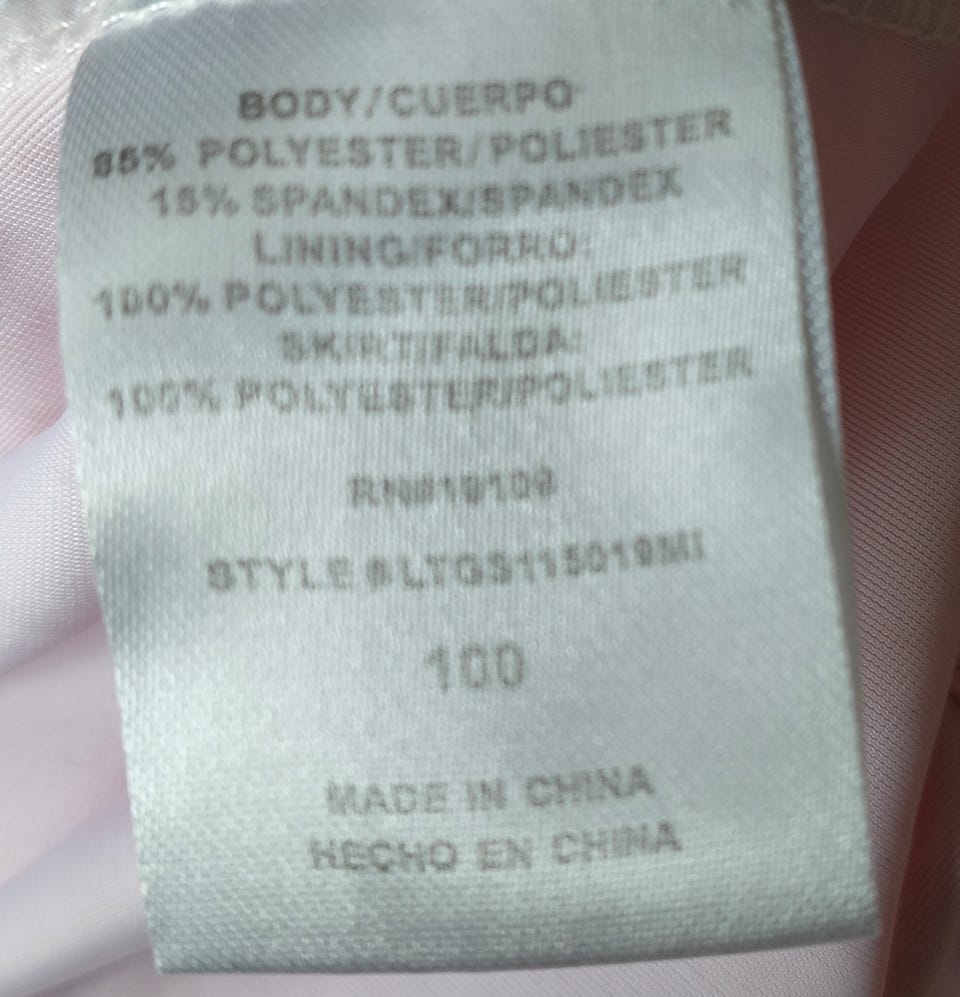 BODY/CUERPO
85% POLYESTER/POLIESTER
15% SPANDEX/SPANDEX
LINING/FORRO:
100% POLYESTER/POLIESTER
SKIRT/FALDA:
100% POLYESTER/POLIESTER
STYLE #LTGS115019MI
100
MADE IN CHINA
HECHO EN CHINA